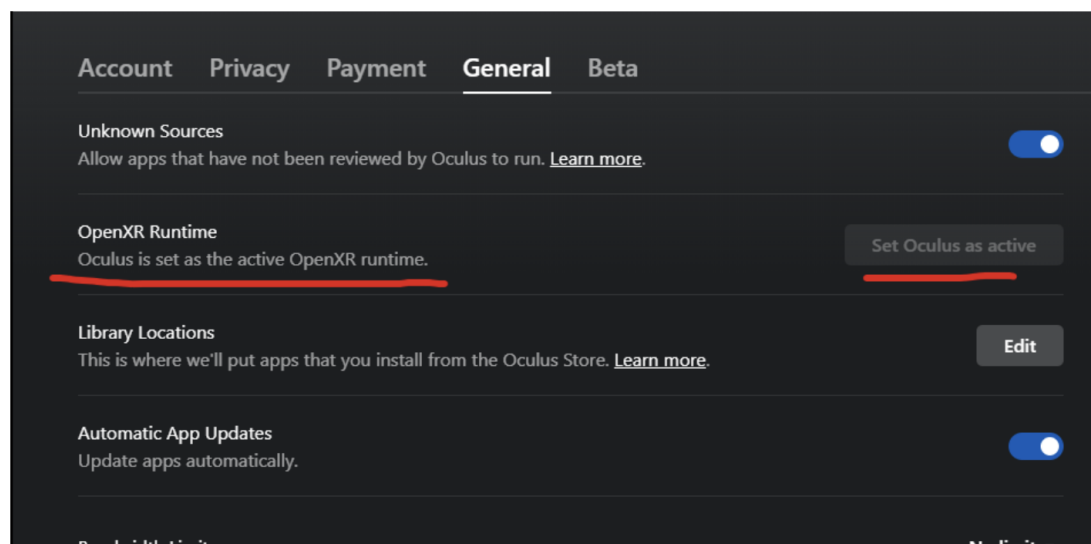 Account Privacy Payment General Beta
Unknown Sources
Allow apps that have not been reviewed by Oculus to run. Learn more.
OpenXR Runtime
Oculus is set as the active OpenXR runtime.
Set Oculus as active
Library Locations
This is where we'll put apps that you install from the Oculus Store. Learn more.
Edit
Automatic App Updates
Update apps automatically.